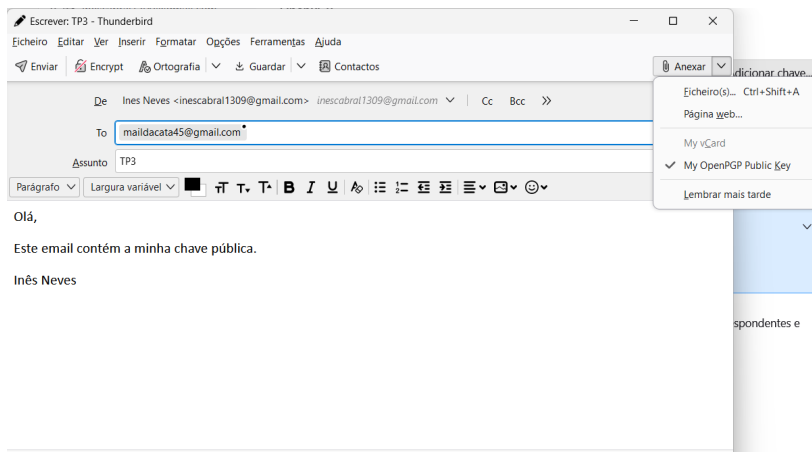 Escrever: TP3 - Thunderbird
Ficheiro Editar Ver Inserir Formatar Opções Ferramentas Ajuda
Enviar Encrypt Ortografia Guardar Contactos Anexar
dicionar chave...
De Ines Neves <inescabral1309@gmail.com> inescabral1309@gmail.com Cc Bcc
Ficheiro(s)... Ctrl+Shift+A
Página web...
To maildacata45@gmail.com
My vCard
Assunto TP3
My OpenPGP Public Key
Parágrafo Largura variável
Lembrar mais tarde
Olá,
Este email contém a minha chave pública.
Inês Neves
spondentes e